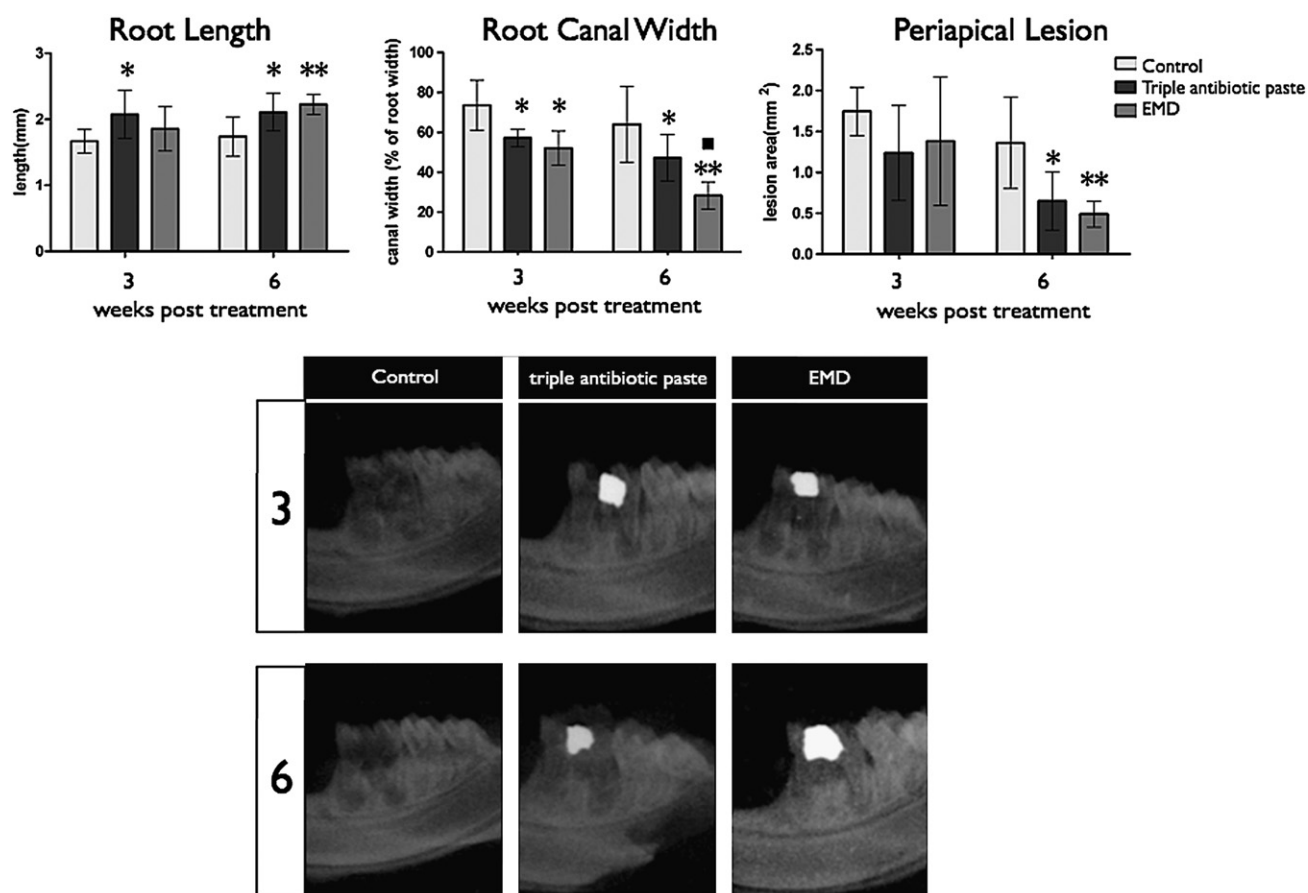 Root Length
length(mm)
3
2
1
0
*
*
**
3
6
weeks post treatment
Root Canal Width
canal width (% of root width)
100
80
60
40
20
0
*
*
*
■
**
3
6
weeks post treatment
Periapical Lesion
lesion area(mm²)
2.5
2.0
1.5
1.0
0.5
0.0
*
**
3
6
weeks post treatment
Control
Triple antibiotic paste
EMD
Control
triple antibiotic paste
EMD
3
6